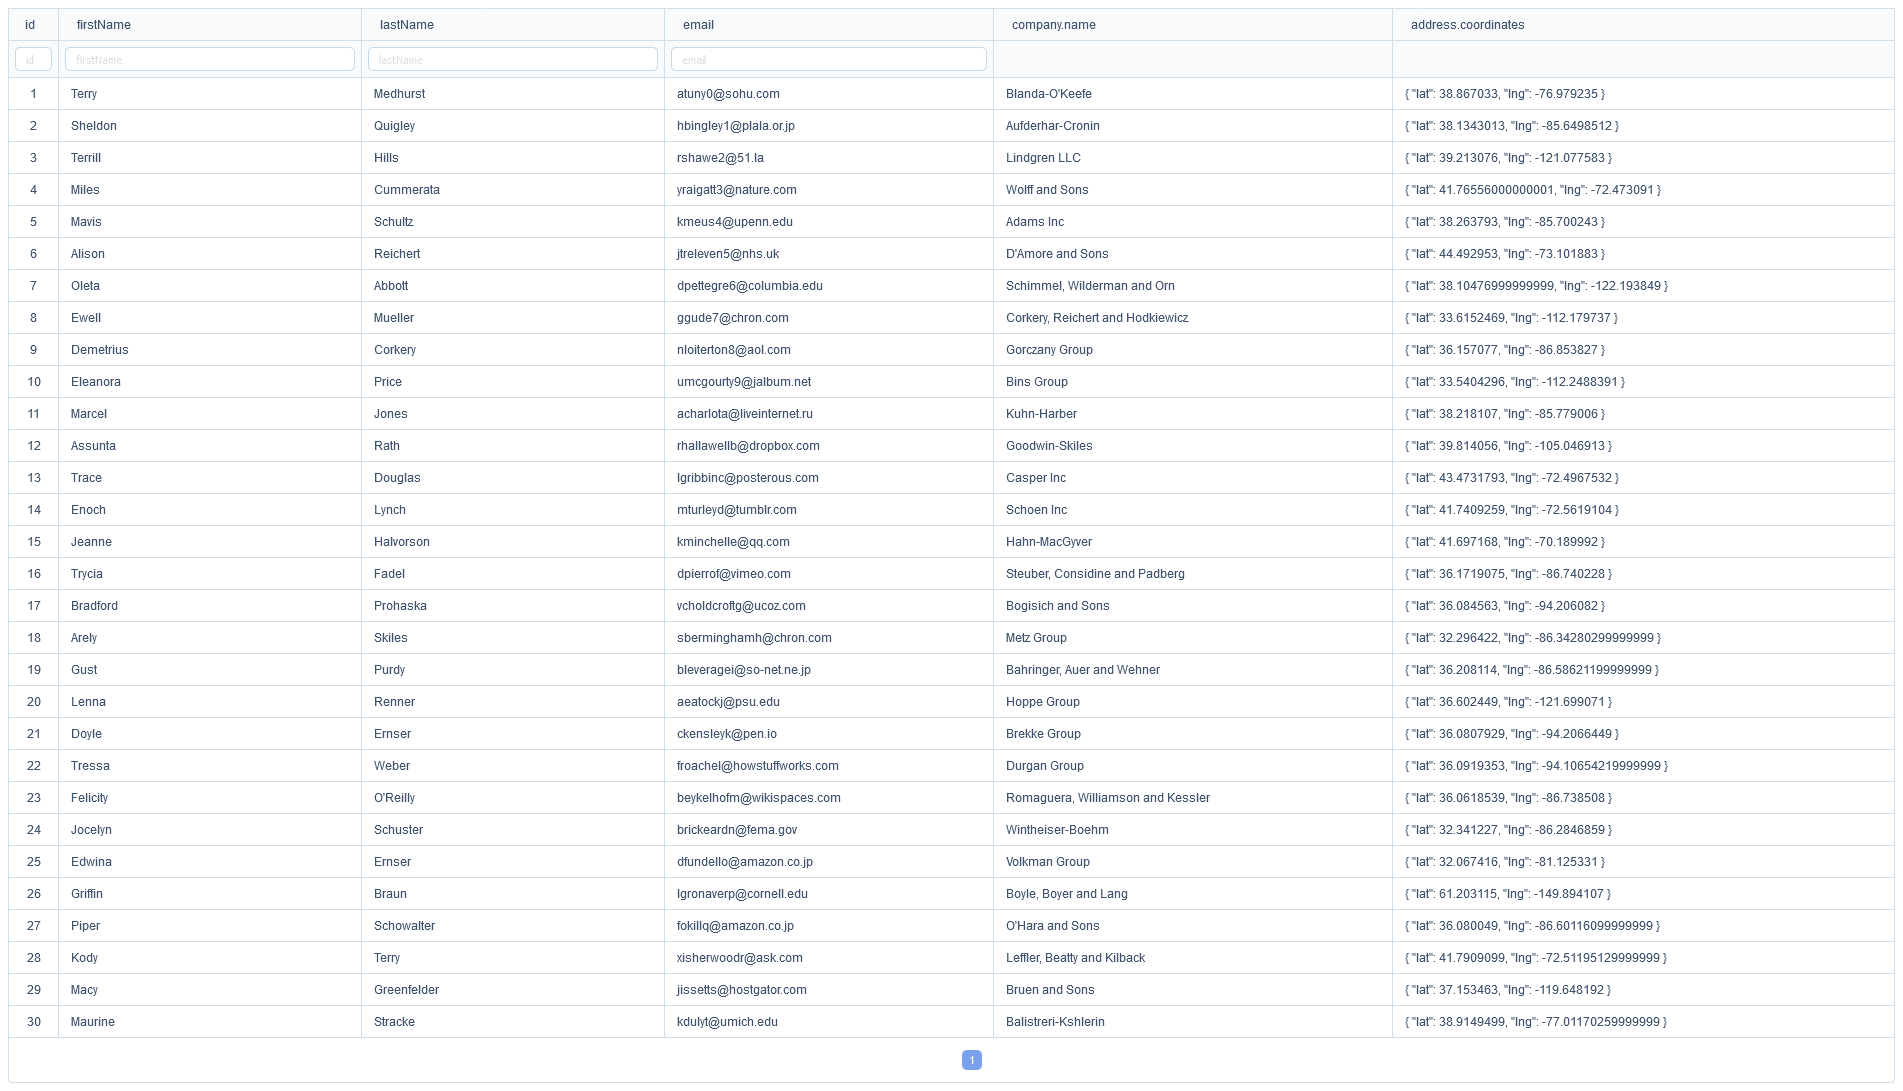 id firstName lastName email company.name address.coordinates
id firstName lastName email
1 Terry Medhurst atuny0@sohu.com Blanda-O'Keefe { "lat": 38.867033, "lng": -76.979235 }
2 Sheldon Quigley hbingley1@plala.or.jp Aufderhar-Cronin { "lat": 38.1343013, "lng": -85.6498512 }
3 Terrill Hills rshawe2@51.la Lindgren LLC { "lat": 39.213076, "lng": -121.077583 }
4 Miles Cummerata yraigatt3@nature.com Wolff and Sons { "lat": 41.76556000000001, "lng": -72.473091 }
5 Mavis Schultz kmeus4@upenn.edu Adams Inc { "lat": 38.263793, "lng": -85.700243 }
6 Alison Reichert jtreleven5@nhs.uk D'Amore and Sons { "lat": 44.492953, "lng": -73.101883 }
7 Oleta Abbott dpettegre6@columbia.edu Schimmel, Wilderman and Orn { "lat": 38.10476999999999, "lng": -122.193849 }
8 Ewell Mueller ggude7@chron.com Corkery, Reichert and Hodkiewicz { "lat": 33.6152469, "lng": -112.179737 }
9 Demetrius Corkery nloiterton8@aol.com Gorczany Group { "lat": 36.157077, "lng": -86.853827 }
10 Eleanora Price umcgourty9@jalbum.net Bins Group { "lat": 33.5404296, "lng": -112.2488391 }
11 Marcel Jones acharlota@liveinternet.ru Kuhn-Harber { "lat": 38.218107, "lng": -85.779006 }
12 Assunta Rath rhallawellb@dropbox.com Goodwin-Skiles { "lat": 39.814056, "lng": -105.046913 }
13 Trace Douglas lgribbinc@posterous.com Casper Inc { "lat": 43.4731793, "lng": -72.4967532 }
14 Enoch Lynch mturleyd@tumblr.com Schoen Inc { "lat": 41.7409259, "lng": -72.5619104 }
15 Jeanne Halvorson kminchelle@qq.com Hahn-MacGyver { "lat": 41.697168, "lng": -70.189992 }
16 Trycia Fadel dpierrof@vimeo.com Steuber, Considine and Padberg { "lat": 36.1719075, "lng": -86.740228 }
17 Bradford Prohaska vcholdcroftg@ucoz.com Bogisich and Sons { "lat": 36.084563, "lng": -94.206082 }
18 Arely Skiles sberminghamh@chron.com Metz Group { "lat": 32.296422, "lng": -86.34280299999999 }
19 Gust Purdy bleveragei@so-net.ne.jp Bahringer, Auer and Wehner { "lat": 36.208114, "lng": -86.58621199999999 }
20 Lenna Renner aeatockj@psu.edu Hoppe Group { "lat": 36.602449, "lng": -121.699071 }
21 Doyle Ernser ckensleyk@pen.io Brekke Group { "lat": 36.0807929, "lng": -94.2066449 }
22 Tressa Weber froachel@howstuffworks.com Durgan Group { "lat": 36.0919353, "lng": -94.10654219999999 }
23 Felicity O'Reilly beykelhofm@wikispaces.com Romaguera, Williamson and Kessler { "lat": 36.0618539, "lng": -86.738508 }
24 Jocelyn Schuster brickeardn@fema.gov Wintheiser-Boehm { "lat": 32.341227, "lng": -86.2846859 }
25 Edwina Ernser dfundello@amazon.co.jp Volkman Group { "lat": 32.067416, "lng": -81.125331 }
26 Griffin Braun lgronaverp@cornell.edu Boyle, Boyer and Lang { "lat": 61.203115, "lng": -149.894107 }
27 Piper Schowalter fokillq@amazon.co.jp O'Hara and Sons { "lat": 36.080049, "lng": -86.60116099999999 }
28 Kody Terry xisherwoodr@ask.com Leffler, Beatty and Kilback { "lat": 41.7909099, "lng": -72.51195129999999 }
29 Macy Greenfelder jissetts@hostgator.com Bruen and Sons { "lat": 37.153463, "lng": -119.648192 }
30 Maurine Stracke kdulyt@umich.edu Balistreri-Kshlerin { "lat": 38.9149499, "lng": -77.01170259999999 }
1